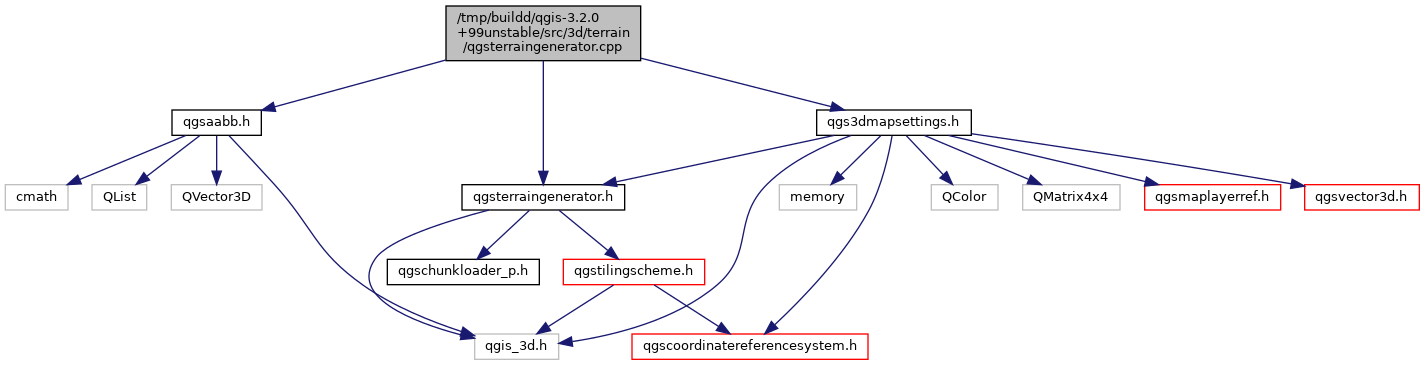 /tmp/buildd/qgis-3.2.0
+99unstable/src/3d/terrain
/qgsterraingenerator.cpp
qgsaabb.h
qgs3dmapsettings.h
cmath
QList
QVector3D
qgsterraingenerator.h
memory
QColor
QMatrix4x4
qgsmaplayerref.h
qgsvector3d.h
qgschunkloader_p.h
qgstilingscheme.h
qgis_3d.h
qgscoordinatereferencesystem.h